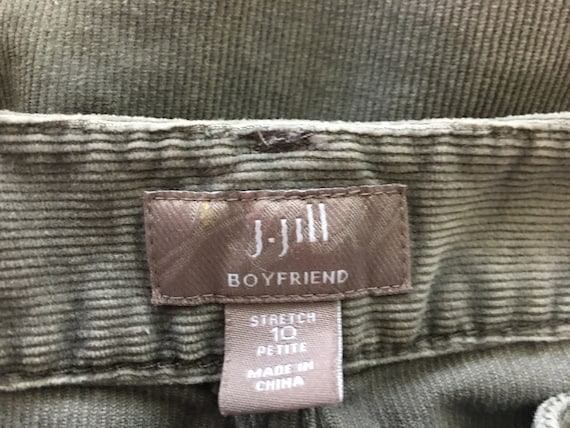 J.Jill
BOYFRIEND
STRETCH
10
PETITE
MADE IN
CHINA